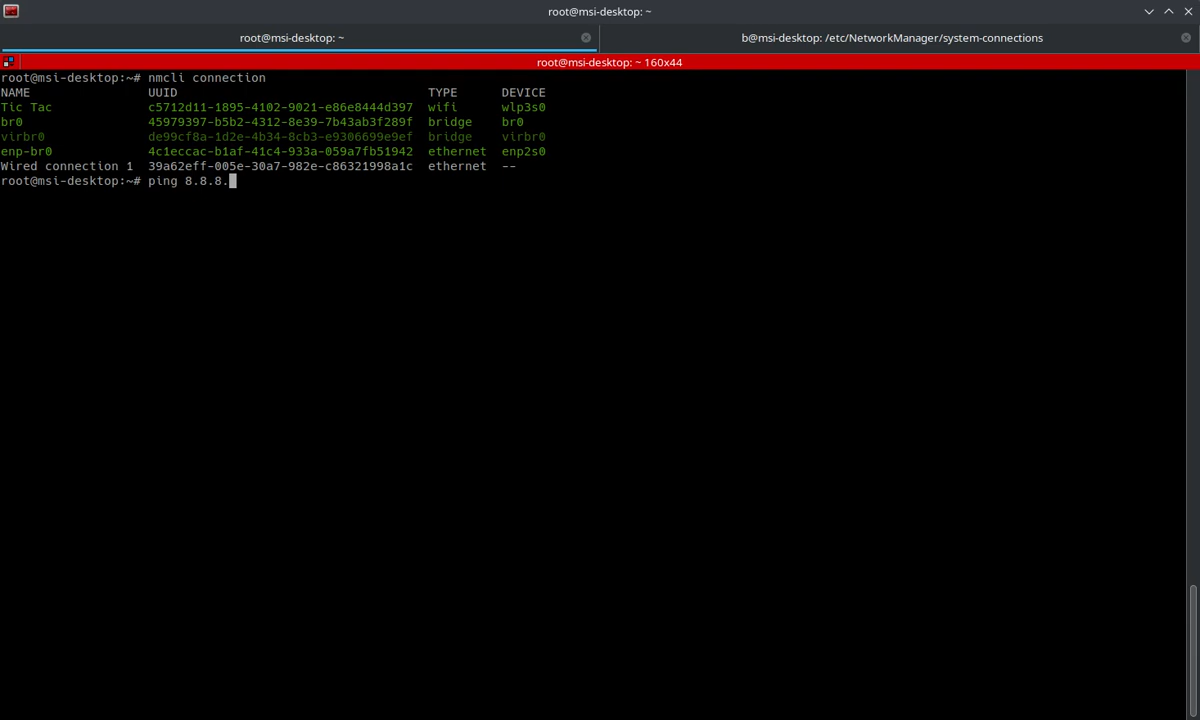 root@msi-desktop: ~
root@msi-desktop: ~
b@msi-desktop: /etc/NetworkManager/system-connections
root@msi-desktop: ~ 160x44
root@msi-desktop:~# nmcli connection
NAME UUID TYPE DEVICE
Tic Tac c5712d11-1895-4102-9021-e86e8444d397 wifi wlp3s0
br0 45979397-b5b2-4312-8e39-7b43ab3f289f bridge br0
virbr0 de99cf8a-1d2e-4b34-8cb3-e9306699e9ef bridge virbr0
enp-br0 4c1eccac-b1af-41c4-933a-059a7fb51942 ethernet enp2s0
Wired connection 1 39a62eff-005e-30a7-982e-c86321998a1c ethernet --
root@msi-desktop:~# ping 8.8.8.